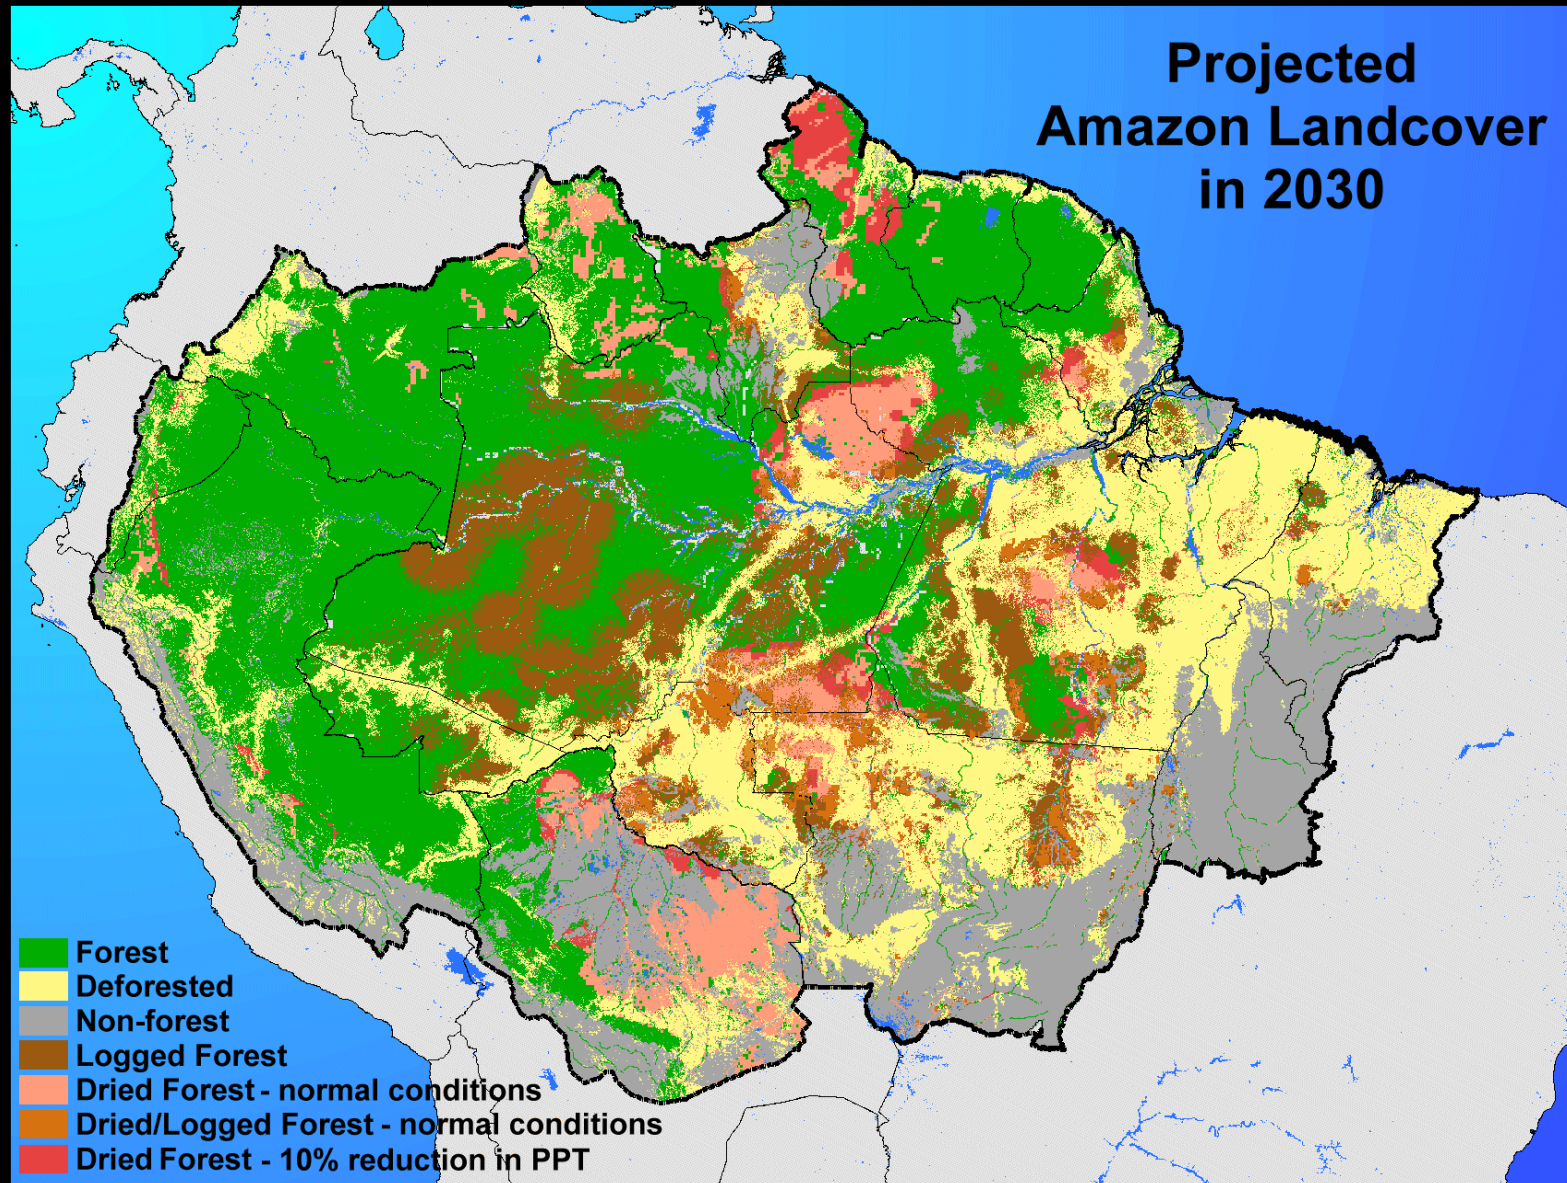 Projected
Amazon Landcover
in 2030
Forest
Deforested
Non-forest
Logged Forest
Dried Forest - normal conditions
Dried/Logged Forest - normal conditions
Dried Forest - 10% reduction in PPT